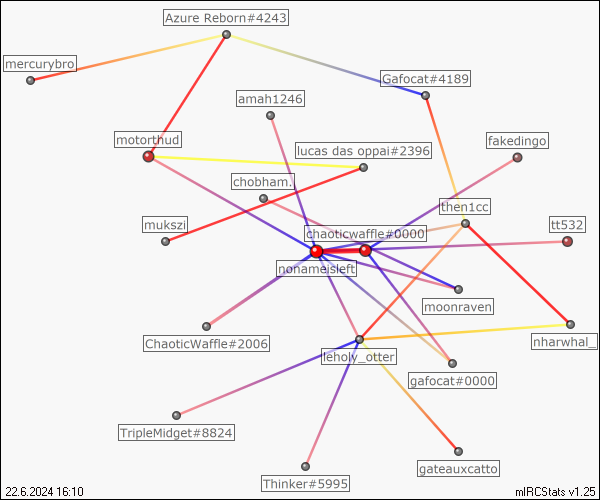 Azure Reborn#4243
mercurybro
Gafocat#4189
amah1246
motorthud
fakedingo
lucas das oppai#2396
chobham.
then1cc
mukszi
chaoticwaffle#0000
tt532
nonameisleft
moonraven
ChaoticWaffle#2006
nharwhal_
leholy_otter
gafocat#0000
TripleMidget#8824
gateauxcatto
Thinker#5995
22.6.2024 16:10
mIRCStats v1.25